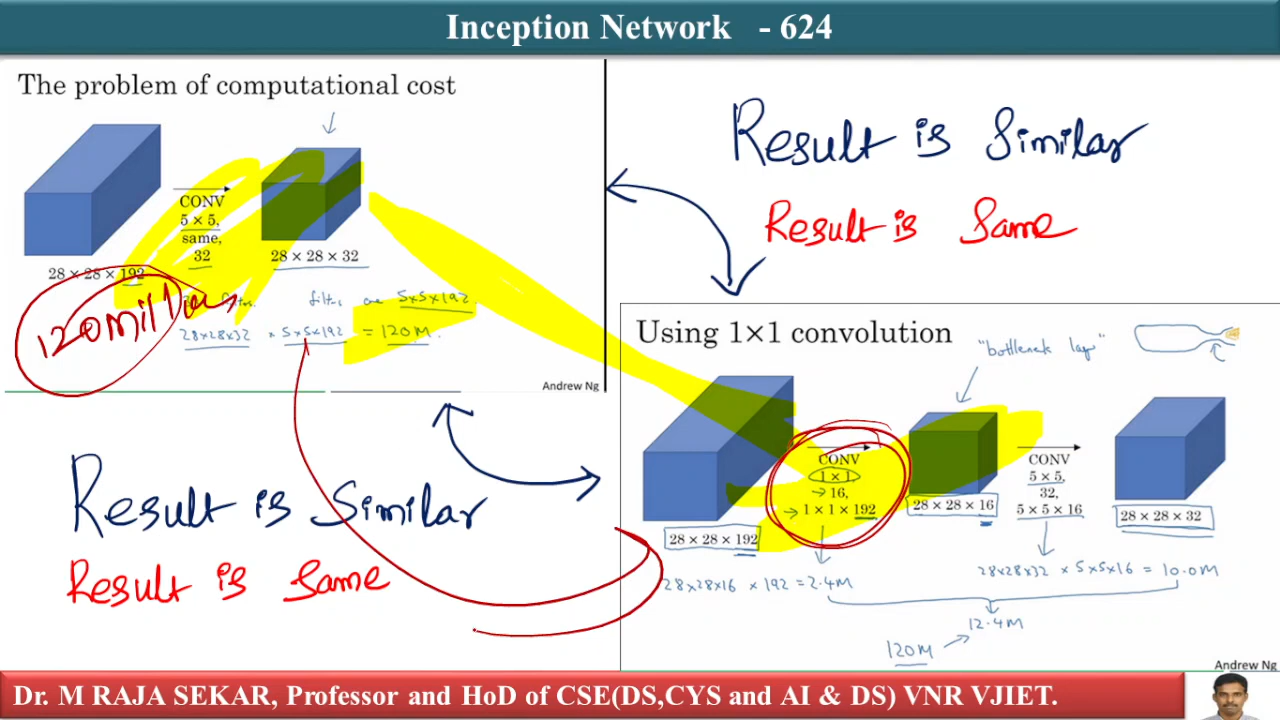 Inception Network - 624
The problem of computational cost
CONV
5 × 5,
same,
32
28 × 28 × 192
28 × 28 × 32
filters are 5×5×192.
28×28×32 × 5×5×192 = 120M.
120 million
Andrew Ng
Result is Similar
Result is Same
Result is Similar
Result is Same
Using 1×1 convolution
"bottleneck layer"
CONV
1 × 1
→ 16,
→ 1 × 1 × 192
28 × 28 × 16
CONV
5 × 5,
32,
5 × 5 × 16
28 × 28 × 192
28 × 28 × 32
28×28×16 × 192 = 2.4M
28×28×32 × 5×5×16 = 10.0M
12.4M
120M
Andrew Ng
Dr. M RAJA SEKAR, Professor and HoD of CSE(DS,CYS and AI & DS) VNR VJIET.